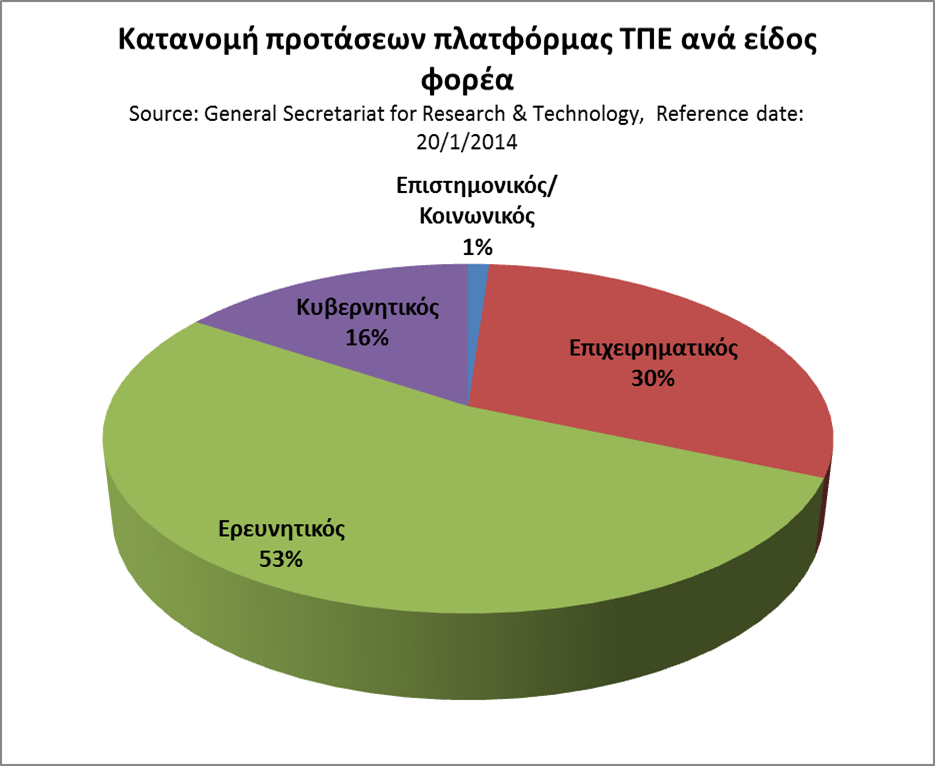 Κατανομή προτάσεων πλατφόρμας ΤΠΕ ανά είδος
φορέα
Source: General Secretariat for Research & Technology,  Reference date:
20/1/2014
Επιστημονικός/
Κοινωνικός
1%
Κυβερνητικός
16%
Επιχειρηματικός
30%
Ερευνητικός
53%